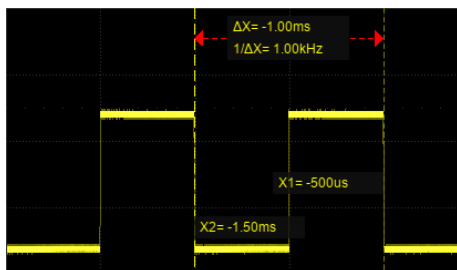 ΔX= -1.00ms
1/ΔX= 1.00kHz
X1= -500us
X2= -1.50ms